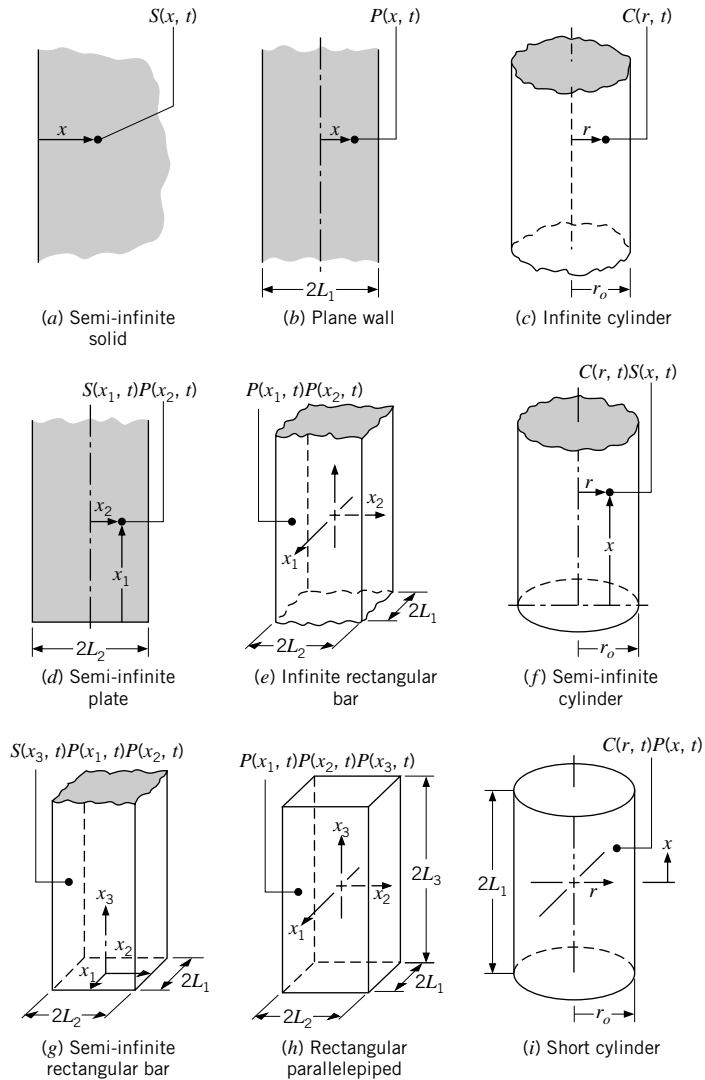 S(x, t)
P(x, t)
C(r, t)
x
x
r
2L₁
rₒ
(a) Semi-infinite
solid
(b) Plane wall
(c) Infinite cylinder
S(x₁, t)P(x₂, t)
P(x₁, t)P(x₂, t)
C(r, t)S(x, t)
x₂
x₁
2L₂
x₂
x₁
2L₁
2L₂
r
x
rₒ
(d) Semi-infinite
plate
(e) Infinite rectangular
bar
(f) Semi-infinite
cylinder
S(x₃, t)P(x₁, t)P(x₂, t)
P(x₁, t)P(x₂, t)P(x₃, t)
C(r, t)P(x, t)
x₃
x₂
x₁
2L₁
2L₂
x₃
x₂
x₁
2L₃
2L₁
2L₂
x
r
2L₁
rₒ
(g) Semi-infinite
rectangular bar
(h) Rectangular
parallelepiped
(i) Short cylinder